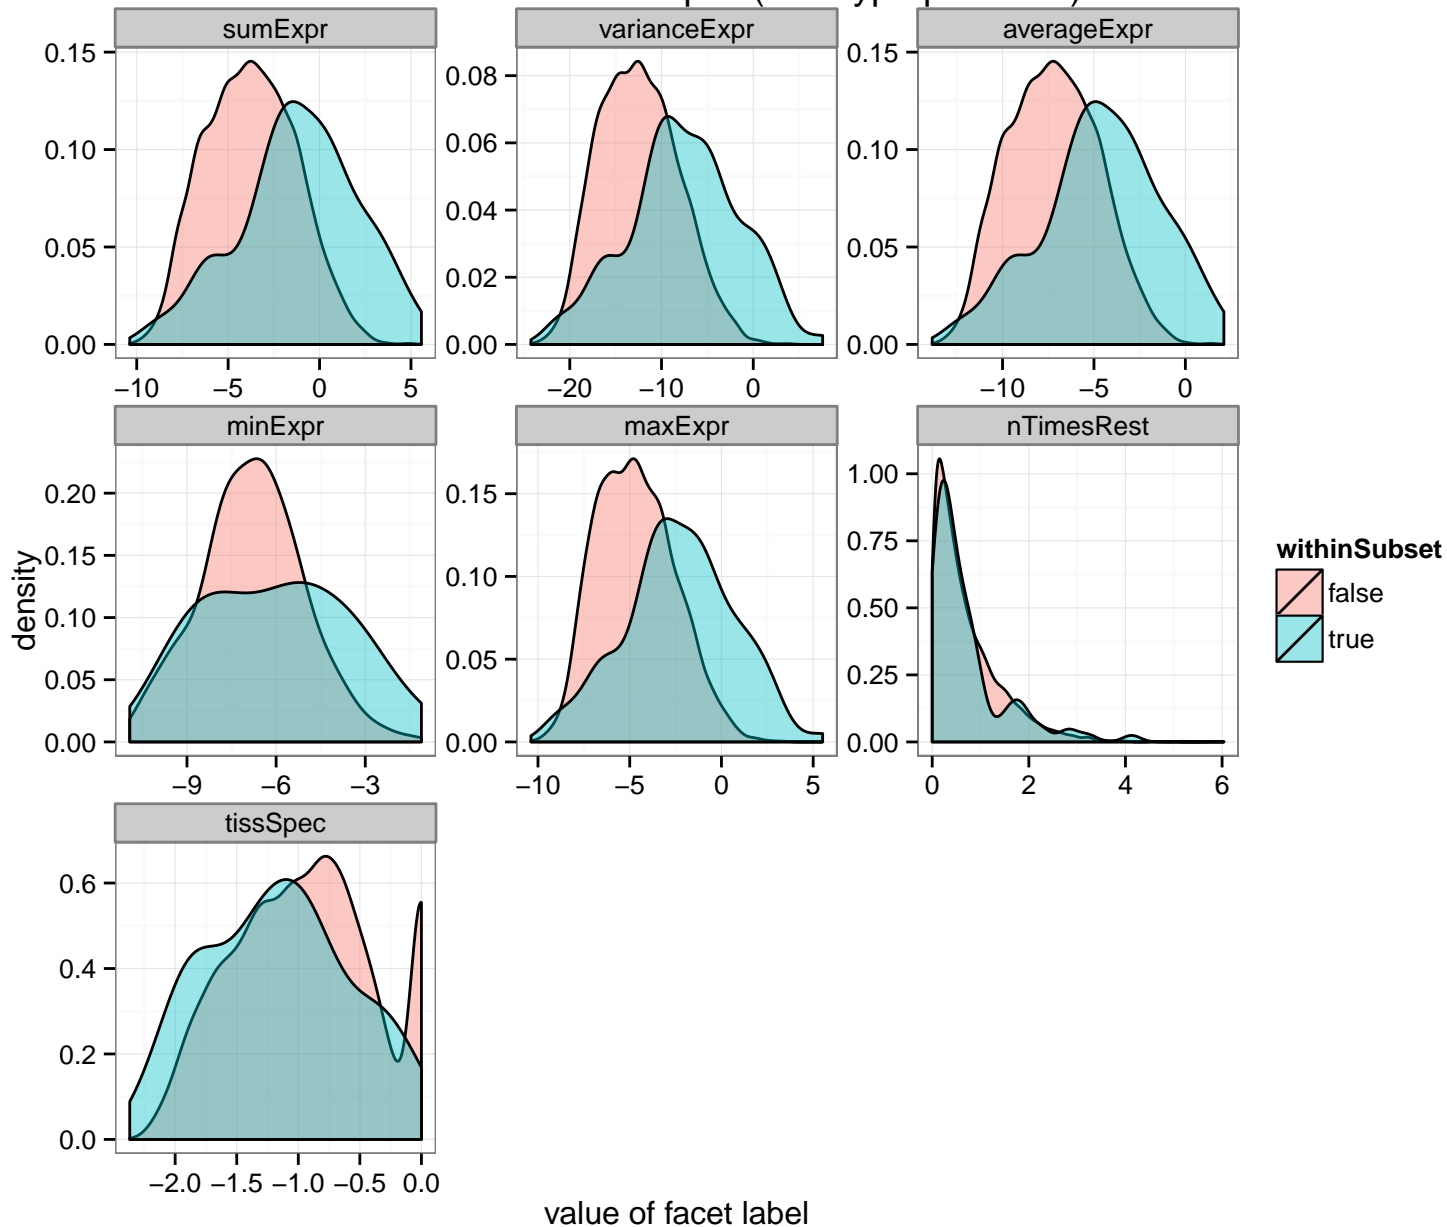 sumExpr
varianceExpr
averageExpr
0.15
0.10
0.05
0.00
0.08
0.06
0.04
0.02
0.00
0.15
0.10
0.05
0.00
−10 −5 0 5
−20 −10 0
−10 −5 0
minExpr
maxExpr
nTimesRest
0.20
0.15
0.10
0.05
0.00
0.15
0.10
0.05
0.00
1.00
0.75
0.50
0.25
0.00
−9 −6 −3
−10 −5 0 5
0 2 4 6
tissSpec
0.6
0.4
0.2
0.0
−2.0 −1.5 −1.0 −0.5 0.0
density
value of facet label
withinSubset
false
true